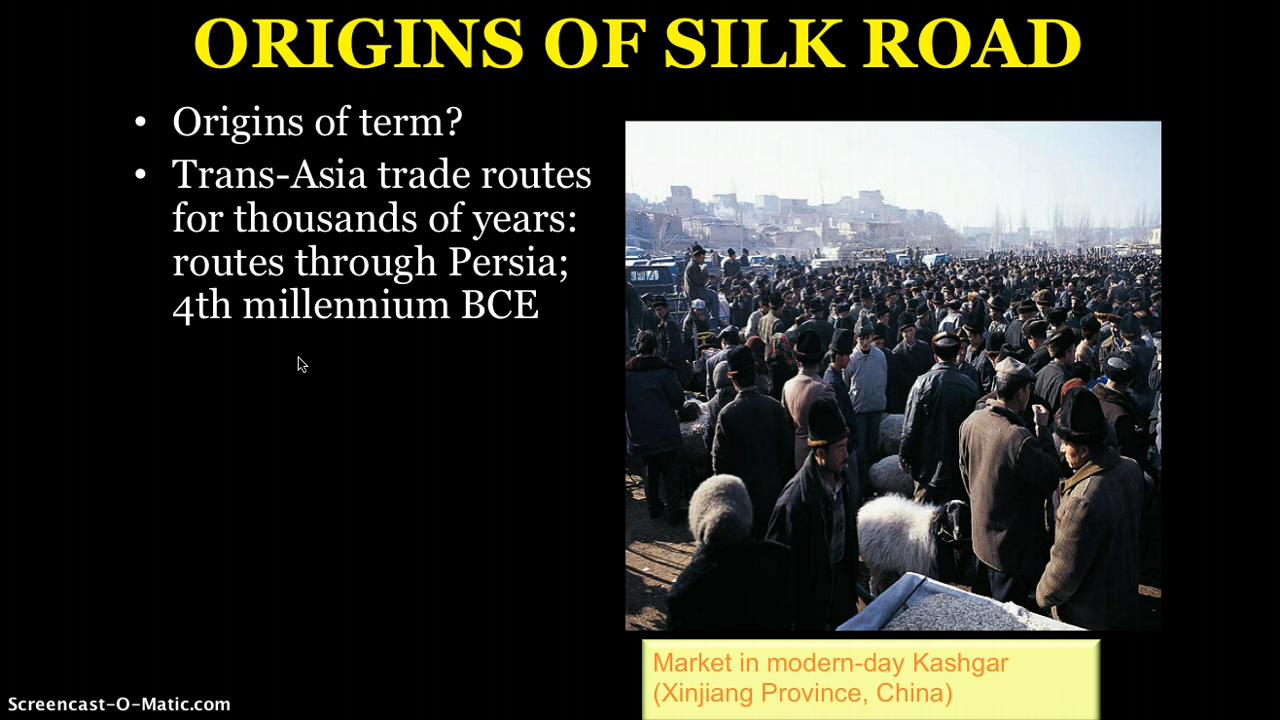 ORIGINS OF SILK ROAD
• Origins of term?
• Trans-Asia trade routes
for thousands of years:
routes through Persia;
4th millennium BCE
Market in modern-day Kashgar
(Xinjiang Province, China)
Screencast-O-Matic.com